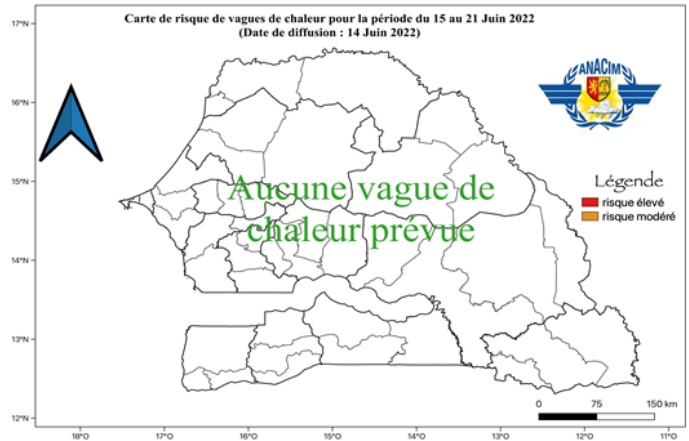 Carte de risque de vagues de chaleur pour la période du 15 au 21 Juin 2022
(Date de diffusion : 14 Juin 2022)
17°N
16°N
15°N
14°N
13°N
12°N
ANACIM
Aucune vague de
chaleur prévue
Légende
risque élevé
risque modéré
0 75 150 km
18°O 17°O 16°O 15°O 14°O 13°O 12°O 11°O